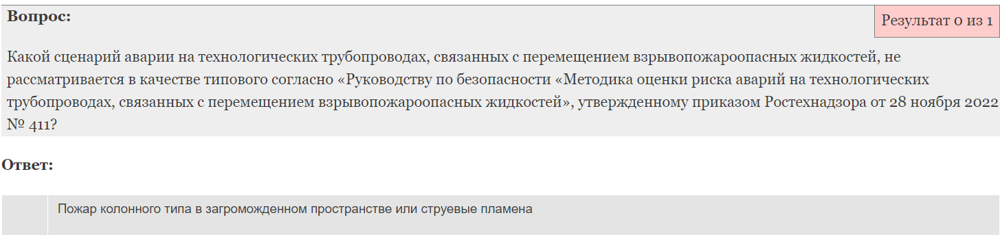 Вопрос:
Результат 0 из 1
Какой сценарий аварии на технологических трубопроводах, связанных с перемещением взрывопожароопасных жидкостей, не
рассматривается в качестве типового согласно «Руководству по безопасности «Методика оценки риска аварий на технологических
трубопроводах, связанных с перемещением взрывопожароопасных жидкостей», утвержденному приказом Ростехнадзора от 28 ноября 2022
№ 411?
Ответ:
Пожар колонного типа в загроможденном пространстве или струевые пламена